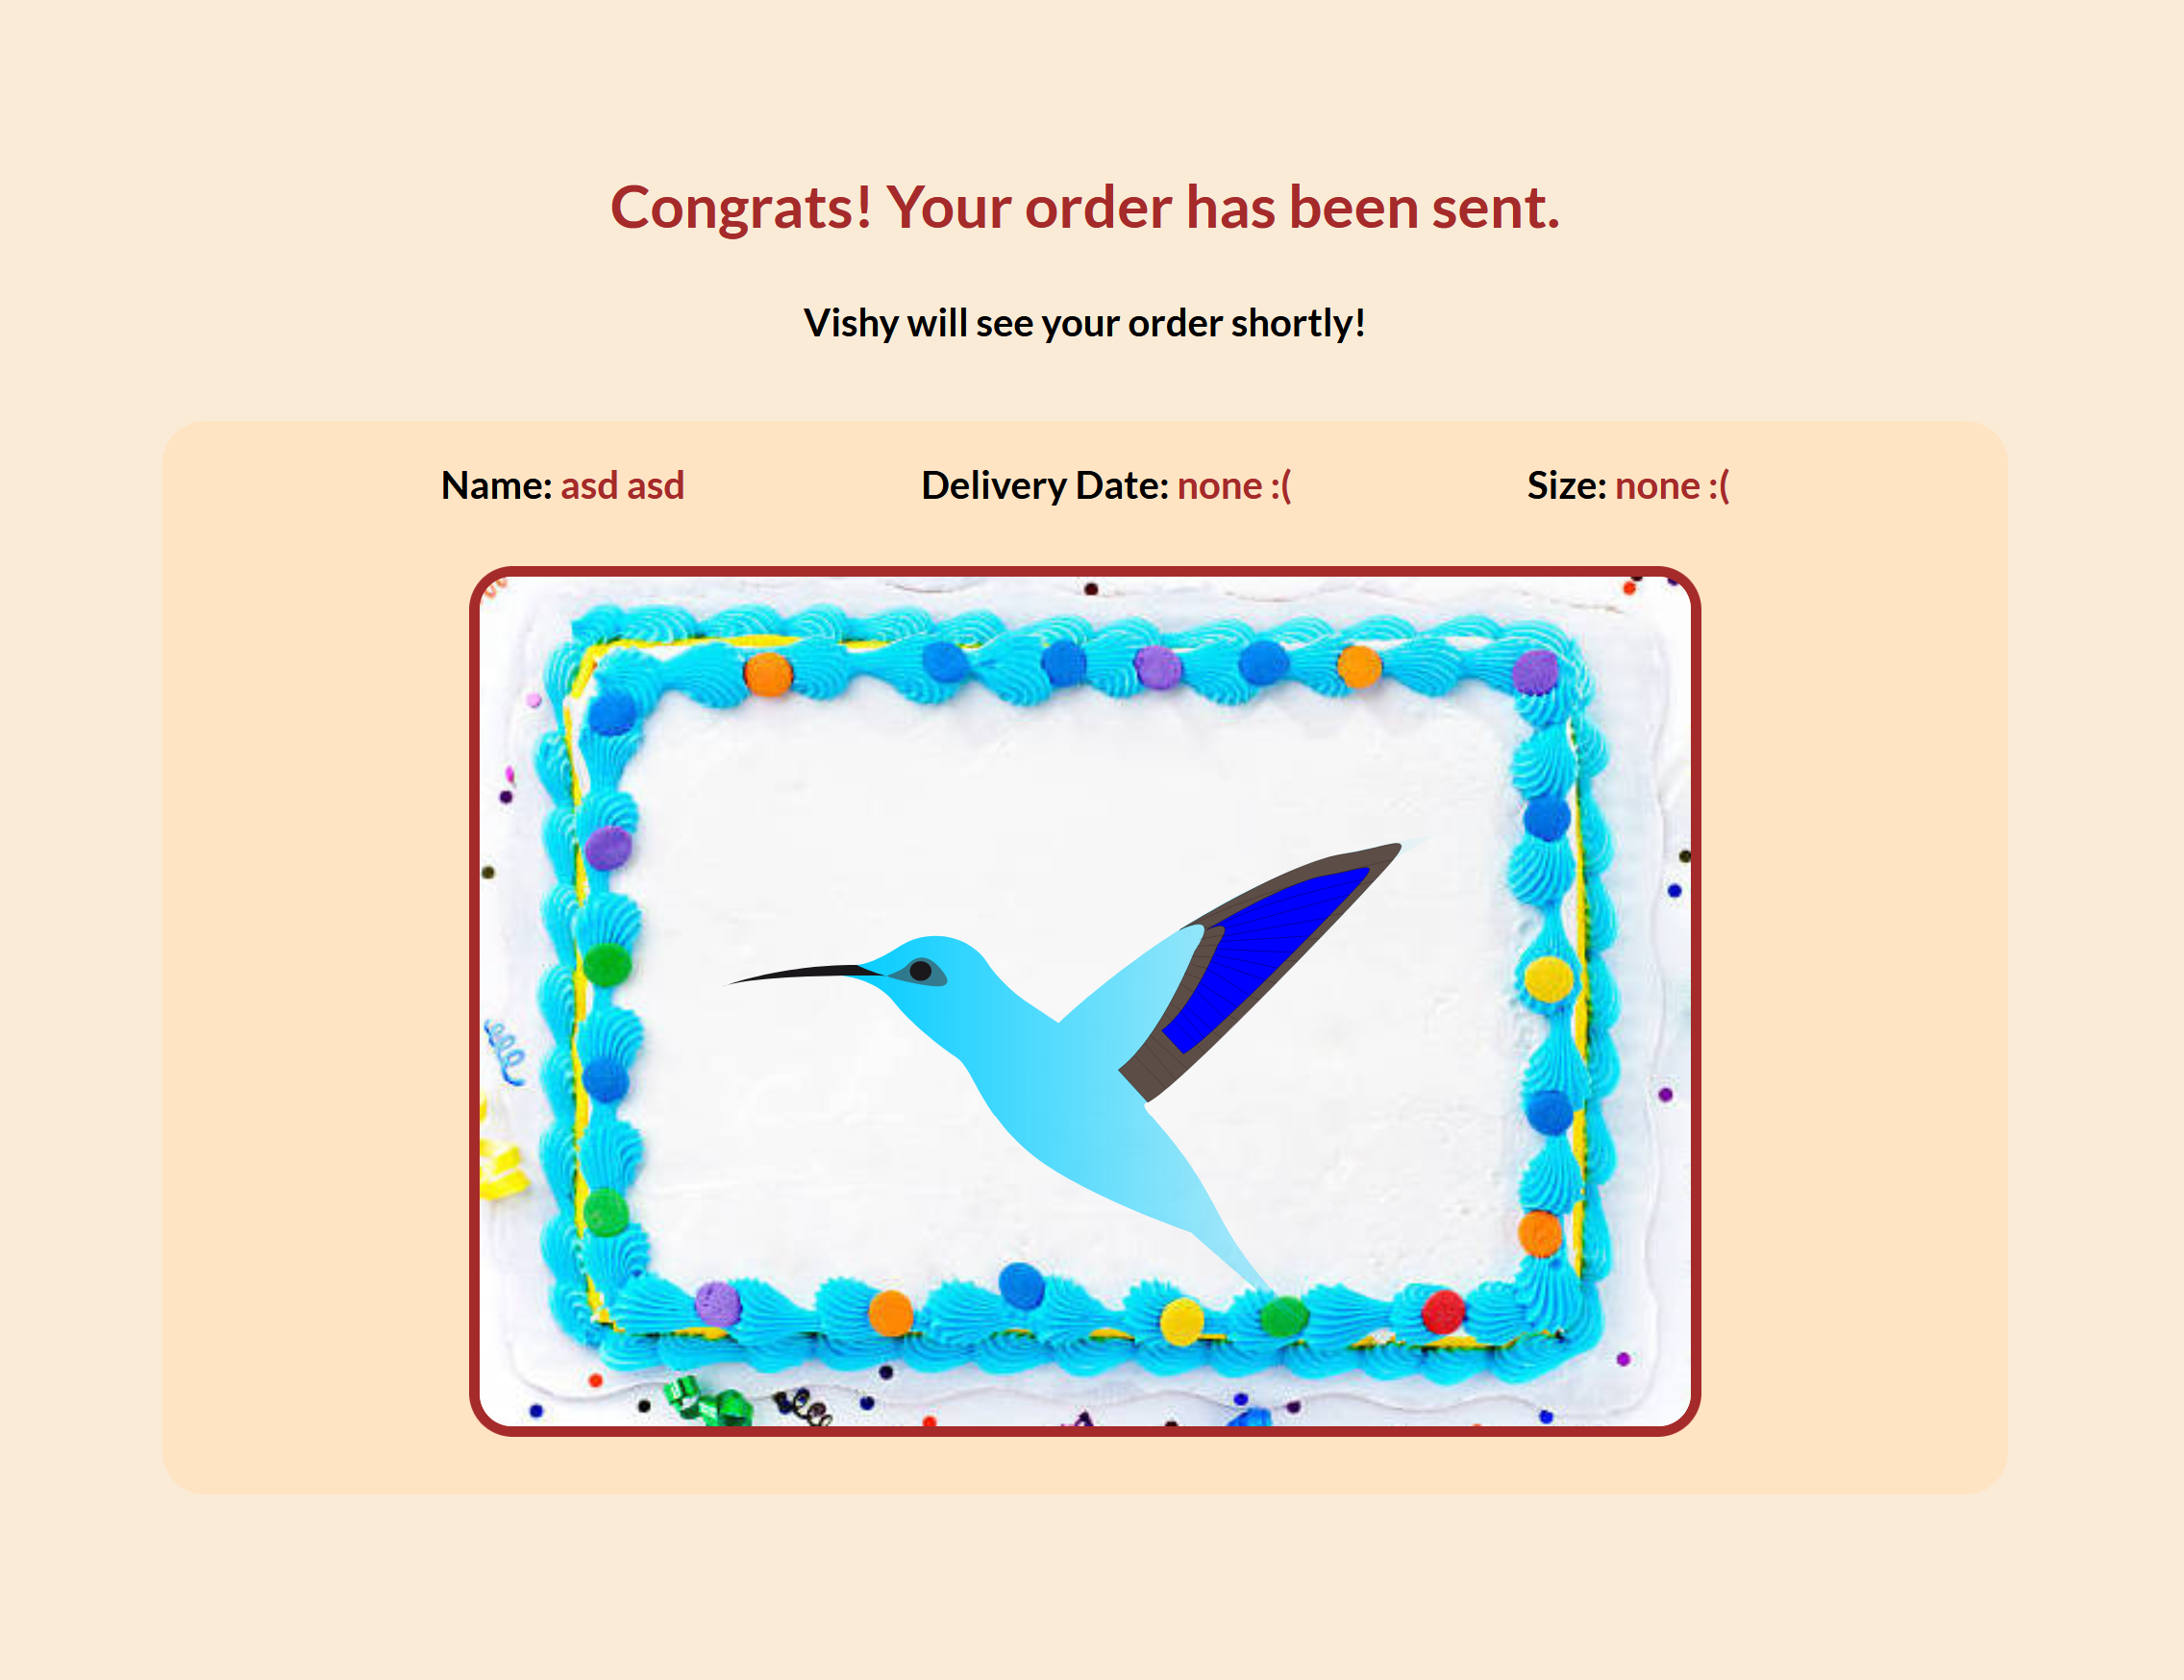 Congrats! Your order has been sent.
Vishy will see your order shortly!
Name: asd asd
Delivery Date: none :(
Size: none :(